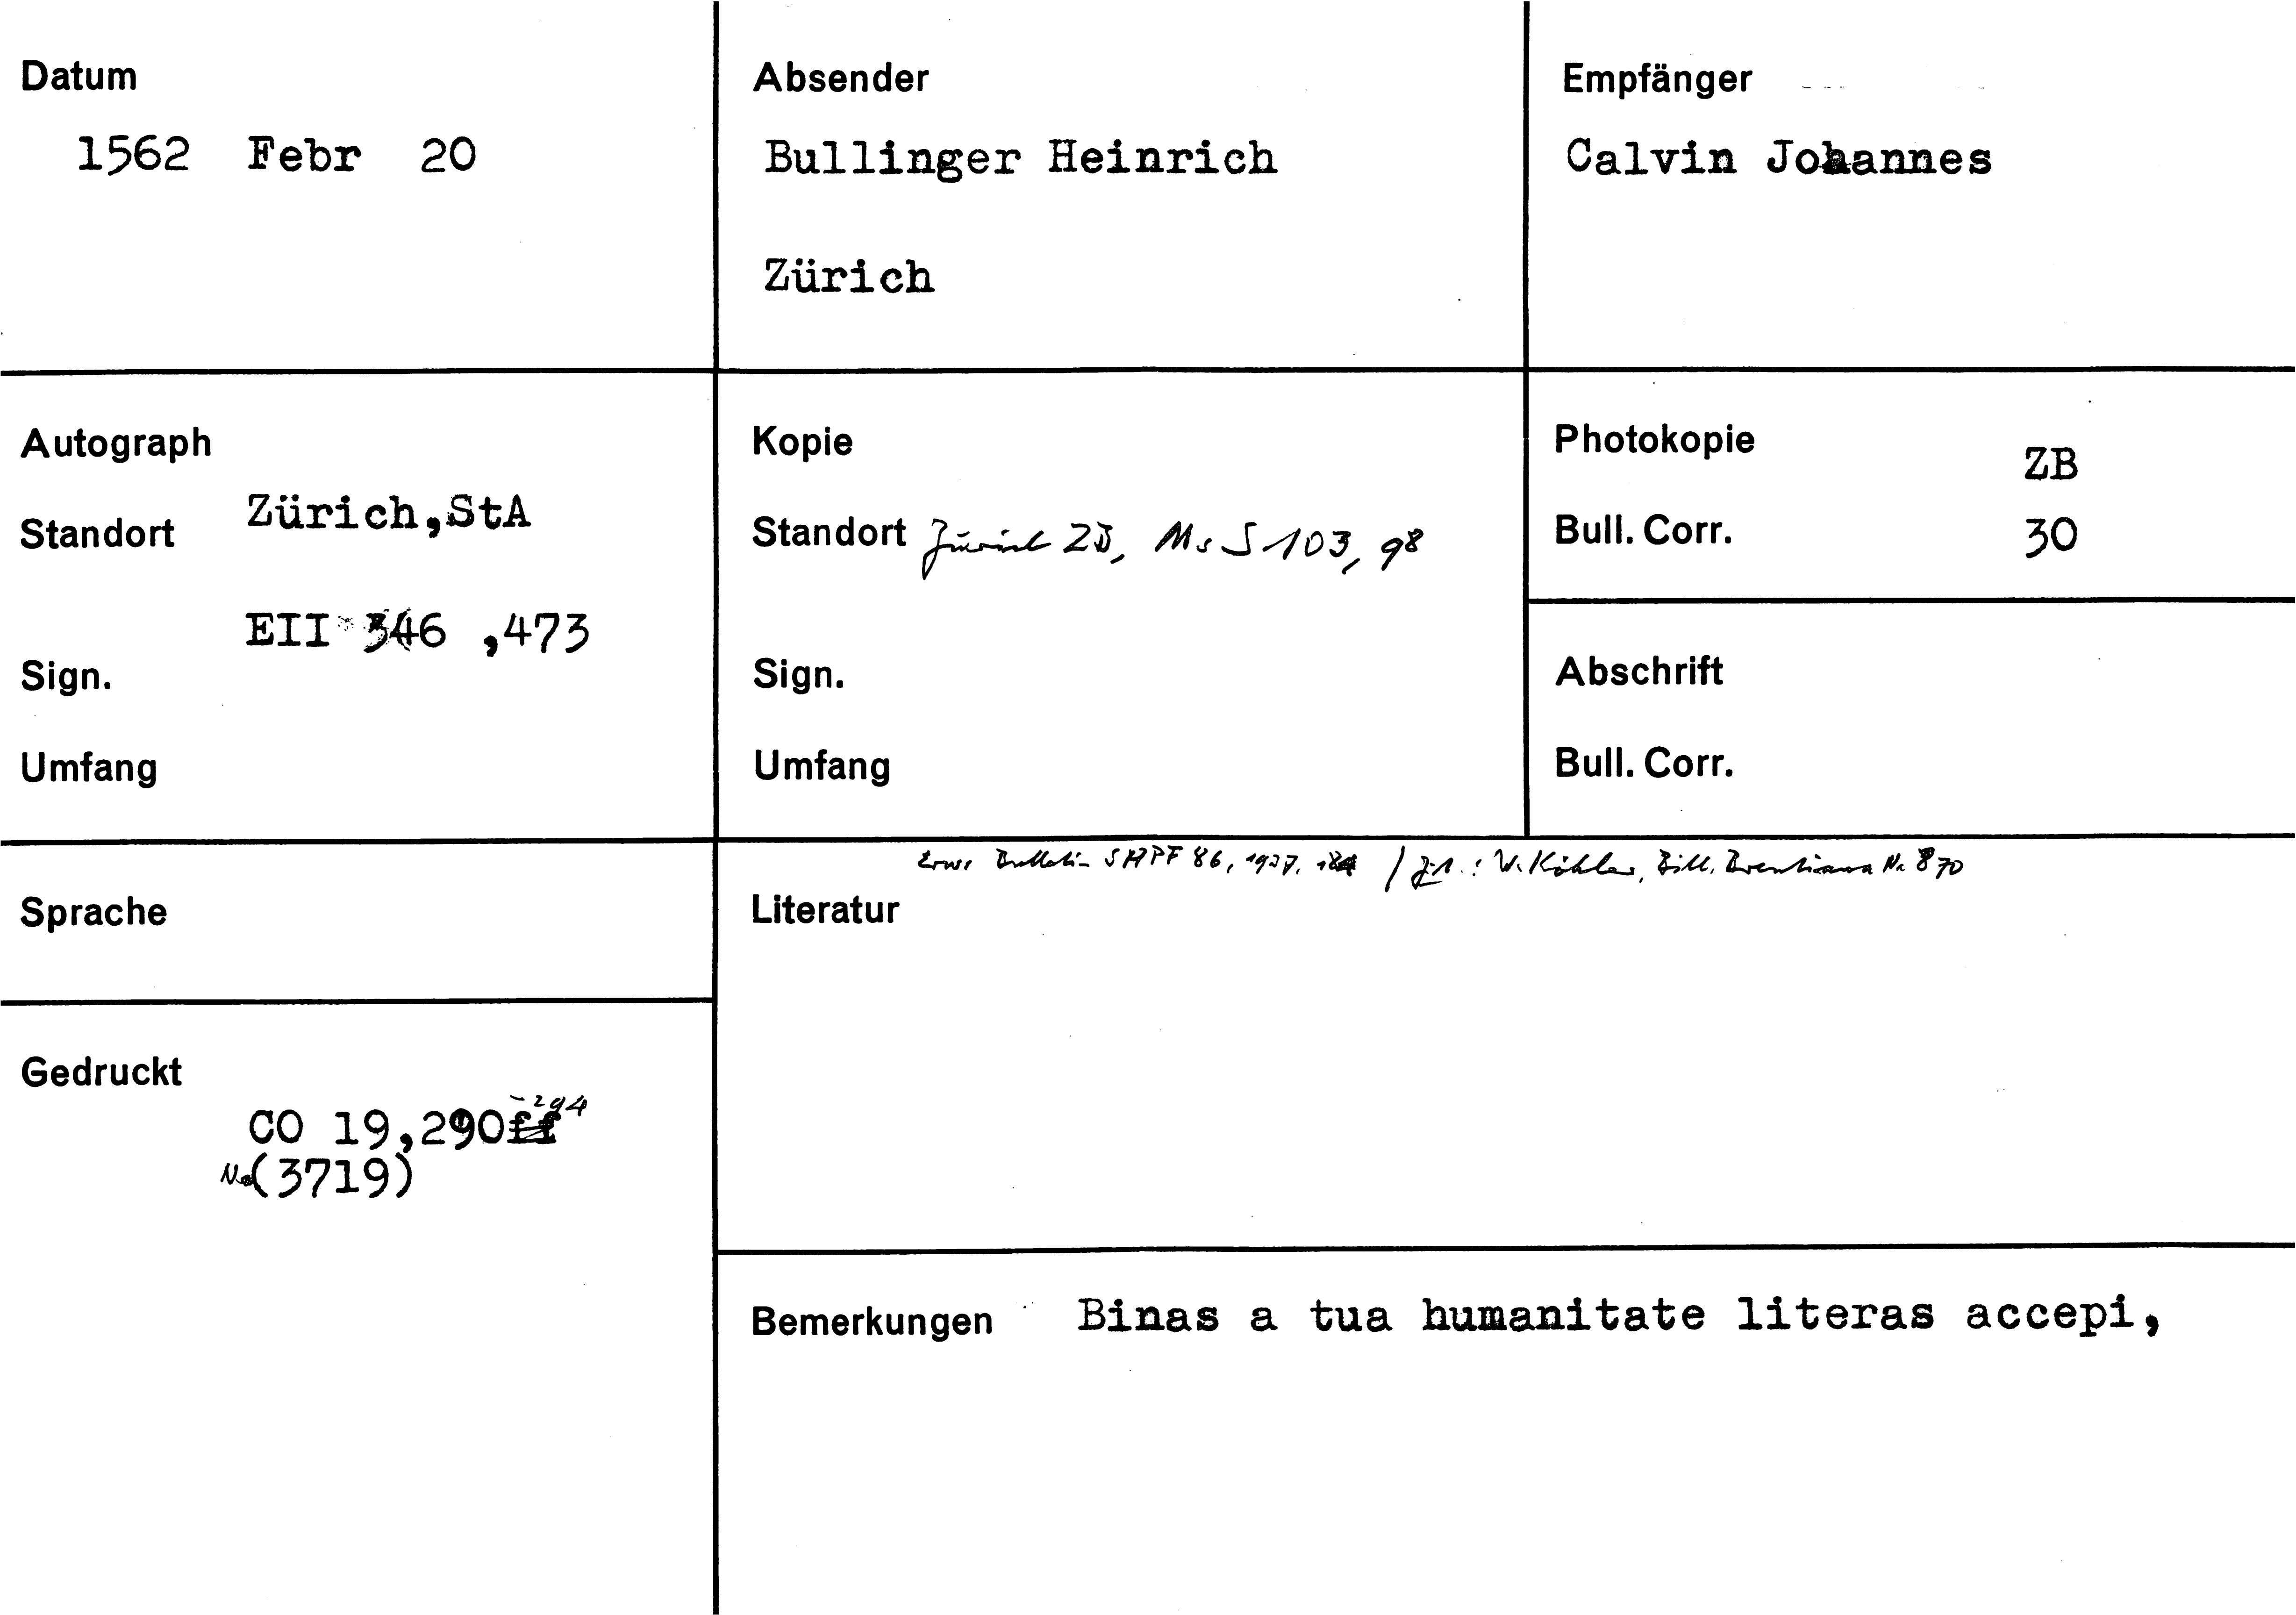 Datum
1562 Febr 20
Absender
Bullinger Heinrich
Zürich
Empfänger
Calvin Johannes
Autograph
Standort Zürich,StA
EII 346 ,473
Sign.
Umfang
Kopie
Standort Zürich ZB, Ms S 103, 98
Sign.
Umfang
Photokopie ZB
Bull. Corr. 30
Abschrift
Bull. Corr.
Sprache
Erw. Bulletin SHPF 86, 1937, / Zit.: W. Köhler, Bibl. Brentiana Nr. 870
Literatur
Gedruckt
CO 19,290ff -294
No(3719)
Bemerkungen Binas a tua humanitate literas accepi,